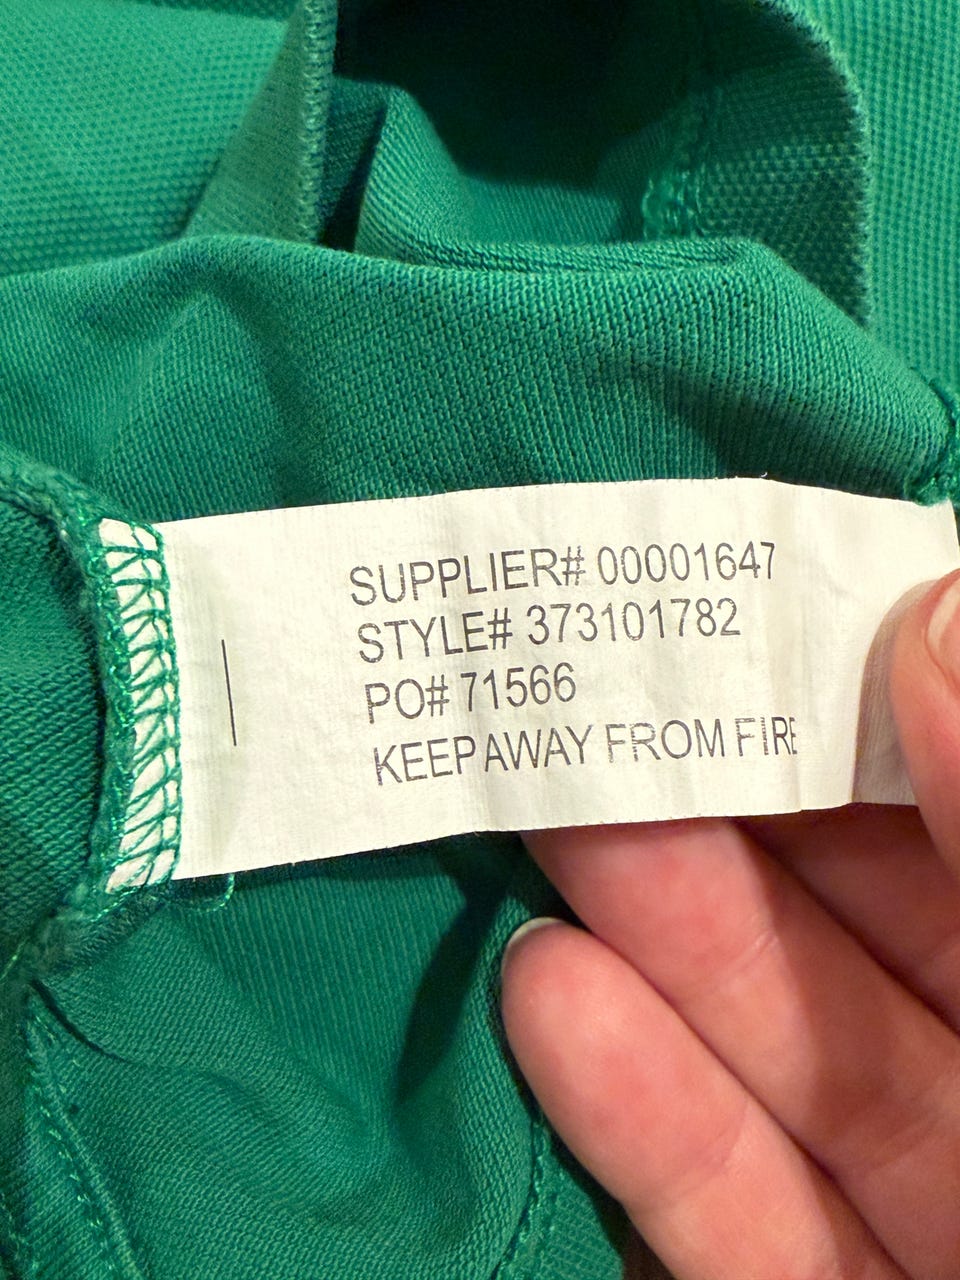 SUPPLIER# 00001647
STYLE# 373101782
PO# 71566
KEEP AWAY FROM FIRE